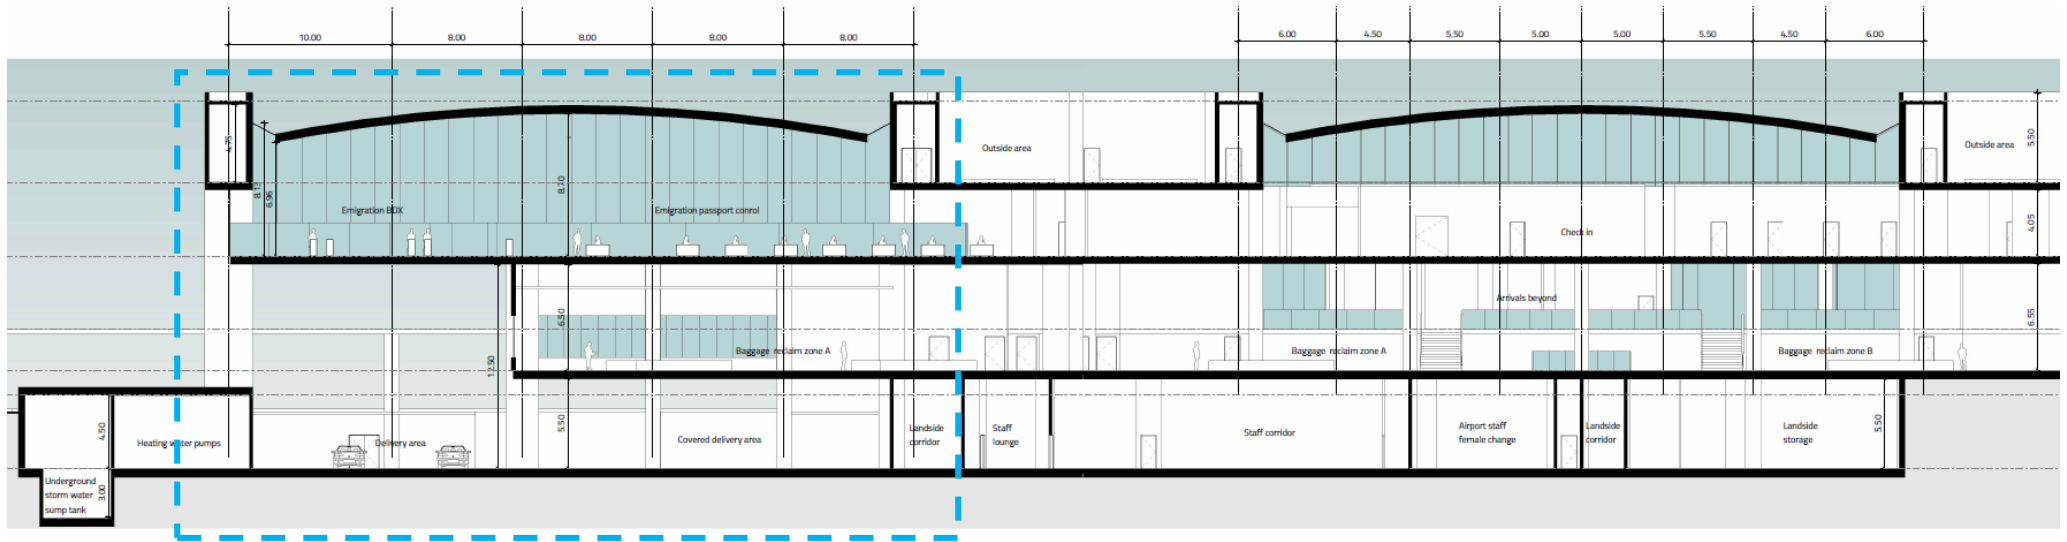 10.00 8.00 8.00 8.00 8.00 6.00 4.50 5.50 5.00 5.00 5.50 4.50 6.00
4.75
8.13
6.96
8.70
Outside area
Outside area
5.50
Emigration BOX
Emigration passport conrol
Check in
4.05
6.50
Arrivals beyond
6.55
12.50
Baggage reclaim zone A
Baggage reclaim zone A
Baggage reclaim zone B
4.50
Heating water pumps
Delivery area
5.50
Covered delivery area
Landside
corridor
Staff
lounge
Staff corridor
Airport staff
female change
Landside
corridor
Landside
storage
5.50
Underground
storm water
sump tank
3.00